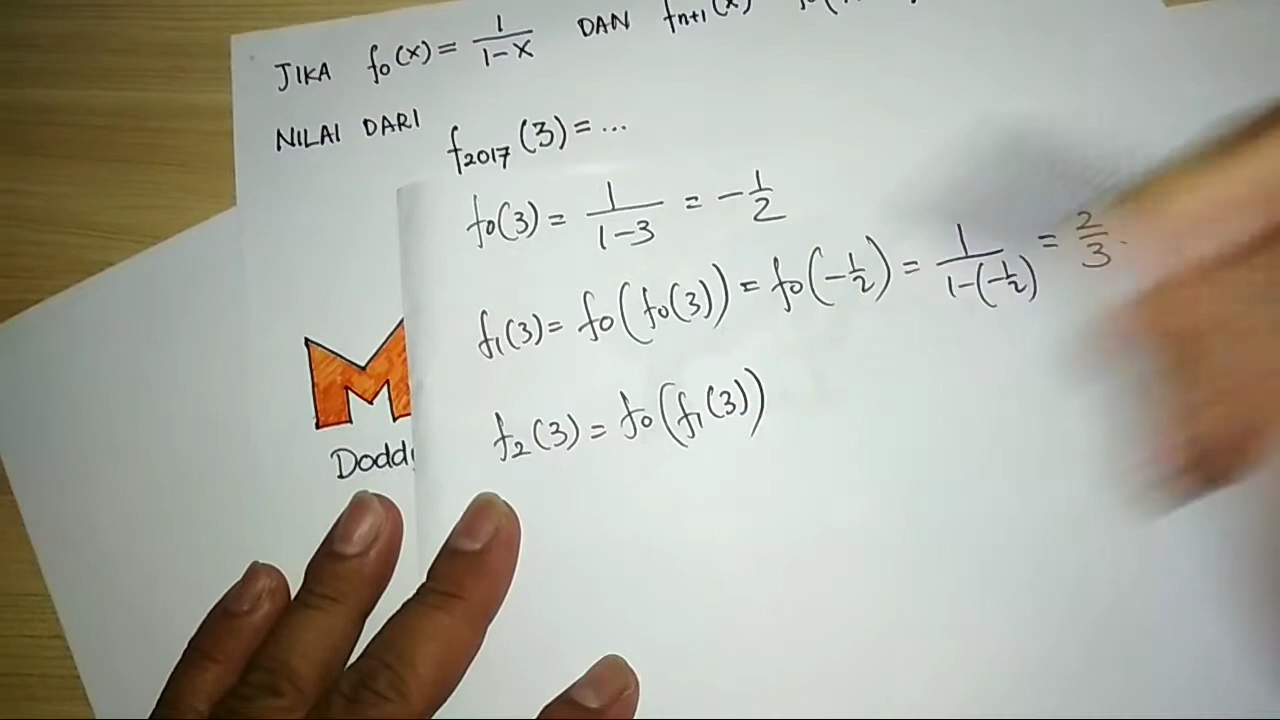 JIKA f₀(x) = 1/(1-x) DAN fₙ₊₁(x)
NILAI DARI
f₂₀₁₇(3) = ...
f₀(3) = 1/(1-3) = -1/2
f₁(3) = f₀(f₀(3)) = f₀(-1/2) = 1/(1-(-1/2)) = 2/3
f₂(3) = f₀(f₁(3))
M